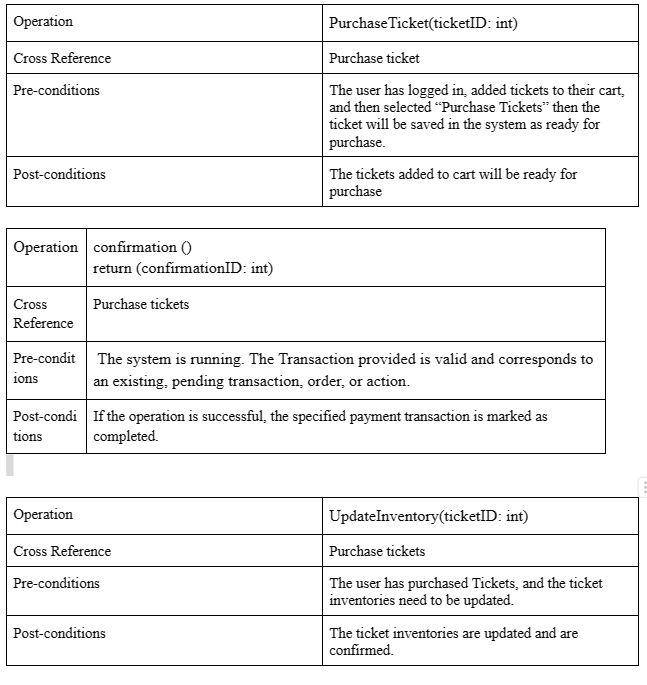 Operation
PurchaseTicket(ticketID: int)
Cross Reference
Purchase ticket
Pre-conditions
The user has logged in, added tickets to their cart,
and then selected “Purchase Tickets” then the
ticket will be saved in the system as ready for
purchase.
Post-conditions
The tickets added to cart will be ready for
purchase
Operation
confirmation ()
return (confirmationID: int)
Cross
Reference
Purchase tickets
Pre-condit
ions
The system is running. The Transaction provided is valid and corresponds to
an existing, pending transaction, order, or action.
Post-condi
tions
If the operation is successful, the specified payment transaction is marked as
completed.
Operation
UpdateInventory(ticketID: int)
Cross Reference
Purchase tickets
Pre-conditions
The user has purchased Tickets, and the ticket
inventories need to be updated.
Post-conditions
The ticket inventories are updated and are
confirmed.